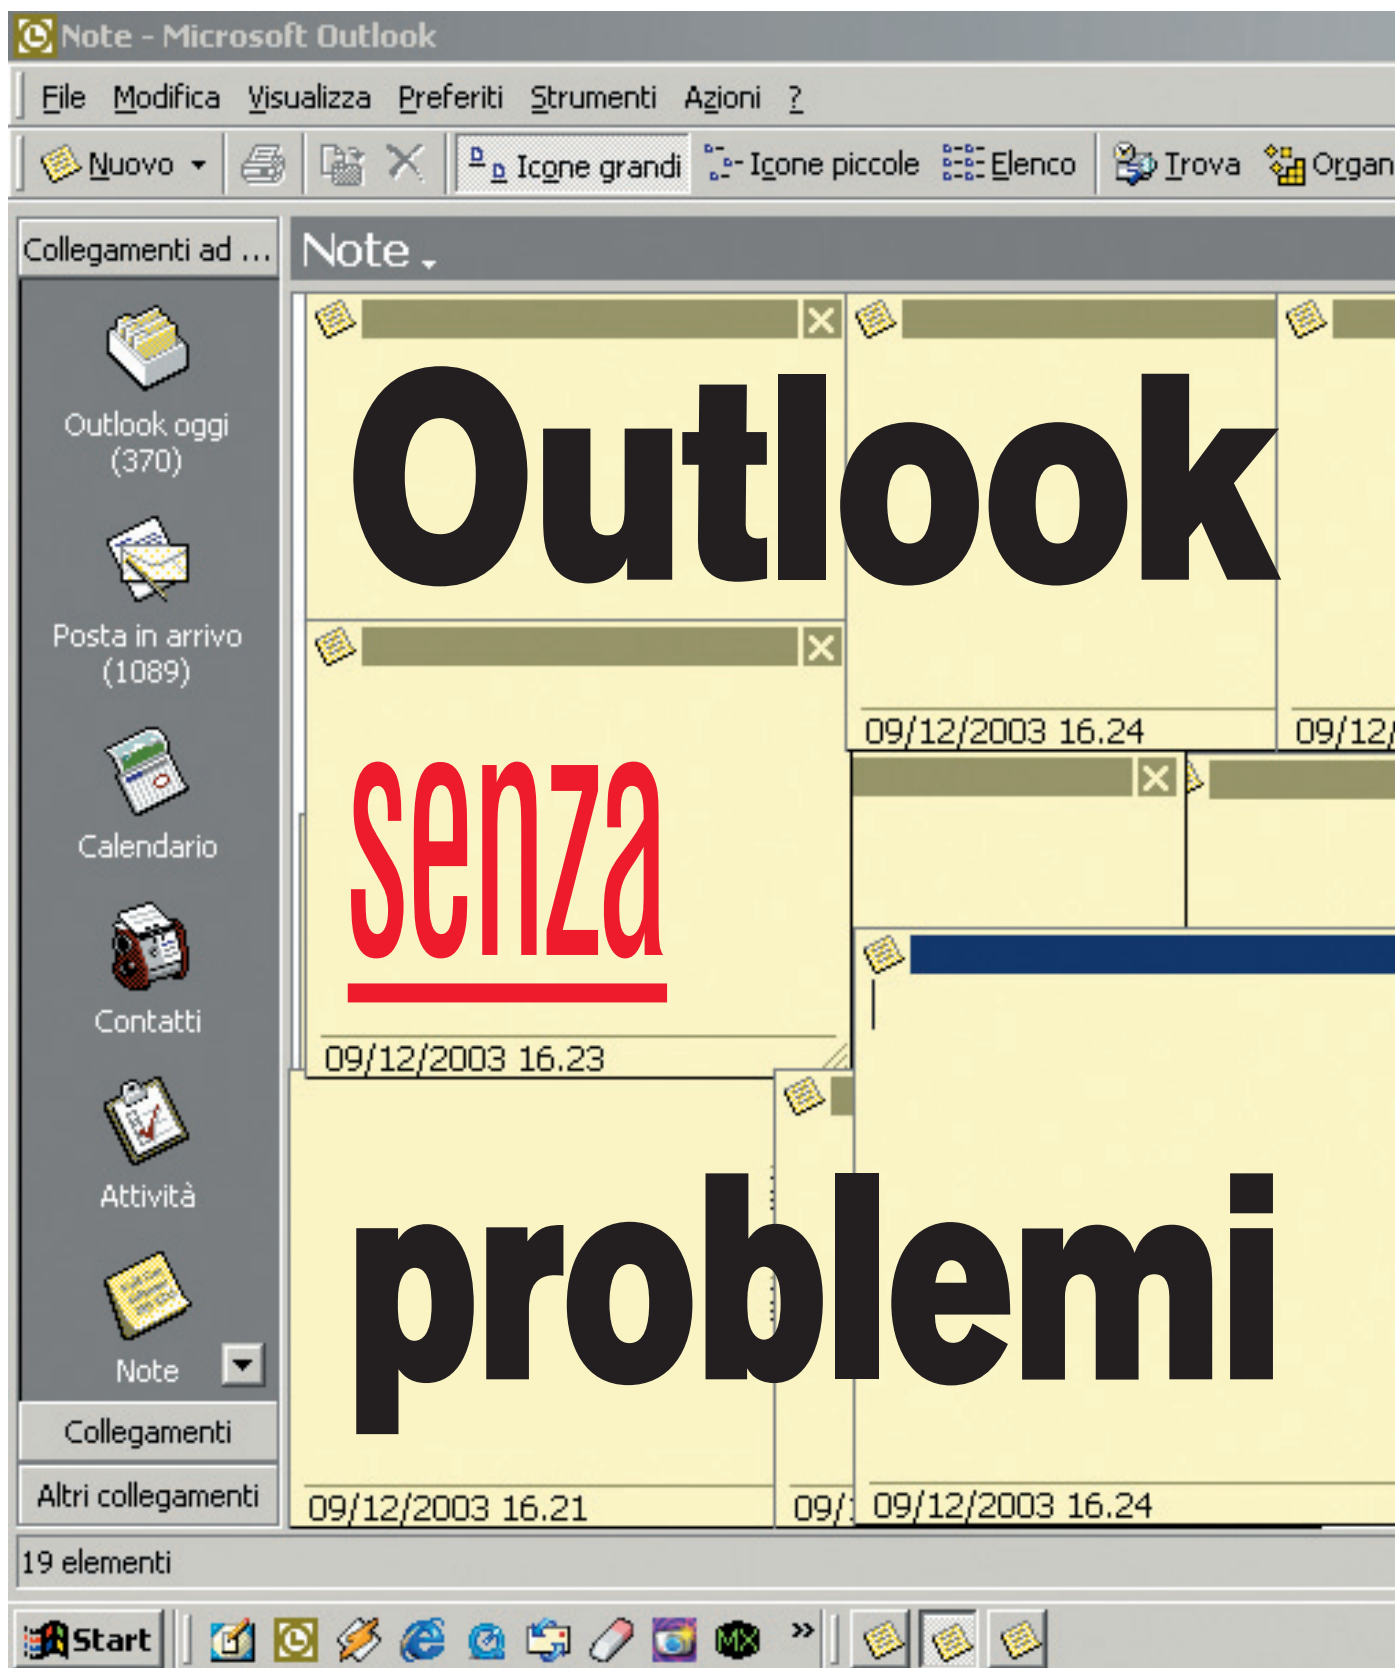 Note - Microsoft Outlook
File Modifica Visualizza Preferiti Strumenti Azioni ?
Nuovo Icone grandi Icone piccole Elenco Trova Organ
Collegamenti ad ...
Note
Outlook oggi
(370)
Outlook
Posta in arrivo
(1089)
09/12/2003 16.24
09/12/
Calendario
senza
Contatti
09/12/2003 16.23
Attività
problemi
Note
Collegamenti
Altri collegamenti
09/12/2003 16.21
09/
09/12/2003 16.24
19 elementi
Start
MX
»